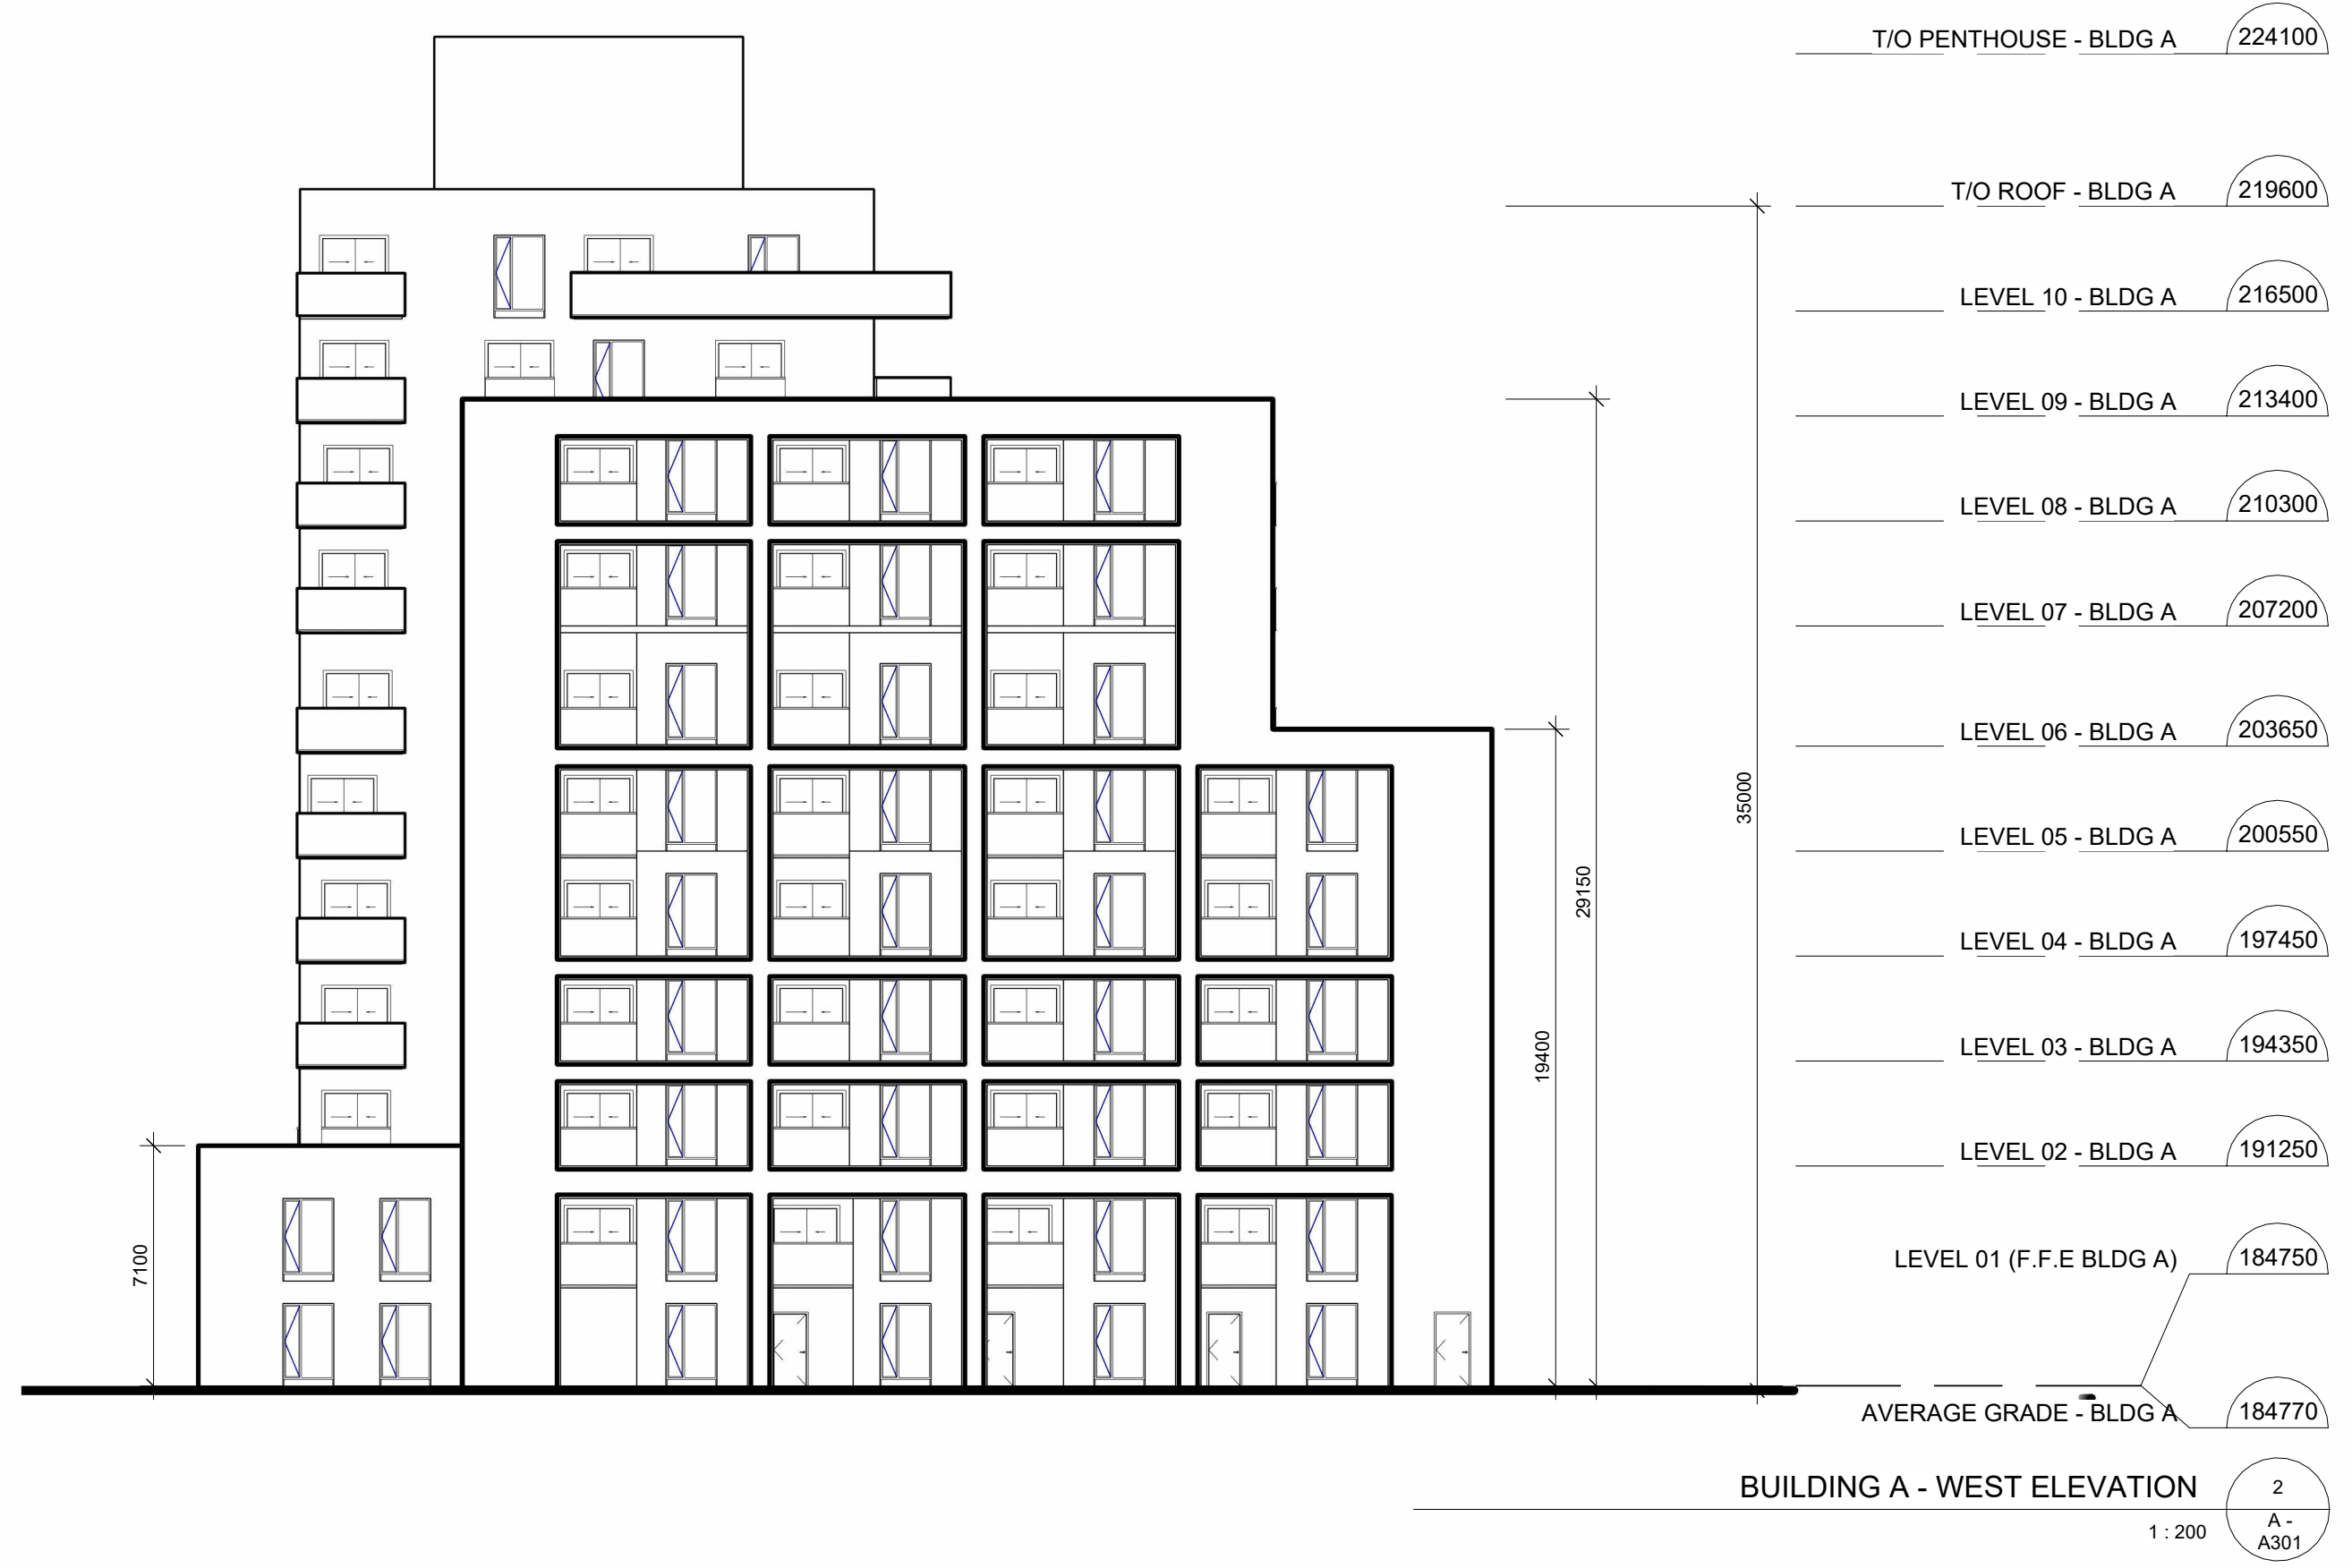 T/O PENTHOUSE - BLDG A 224100
T/O ROOF - BLDG A 219600
LEVEL 10 - BLDG A 216500
LEVEL 09 - BLDG A 213400
LEVEL 08 - BLDG A 210300
LEVEL 07 - BLDG A 207200
LEVEL 06 - BLDG A 203650
35000
LEVEL 05 - BLDG A 200550
29150
LEVEL 04 - BLDG A 197450
19400
LEVEL 03 - BLDG A 194350
LEVEL 02 - BLDG A 191250
7100
LEVEL 01 (F.F.E BLDG A) 184750
AVERAGE GRADE - BLDG A 184770
BUILDING A - WEST ELEVATION 2
1 : 200
A -
A301